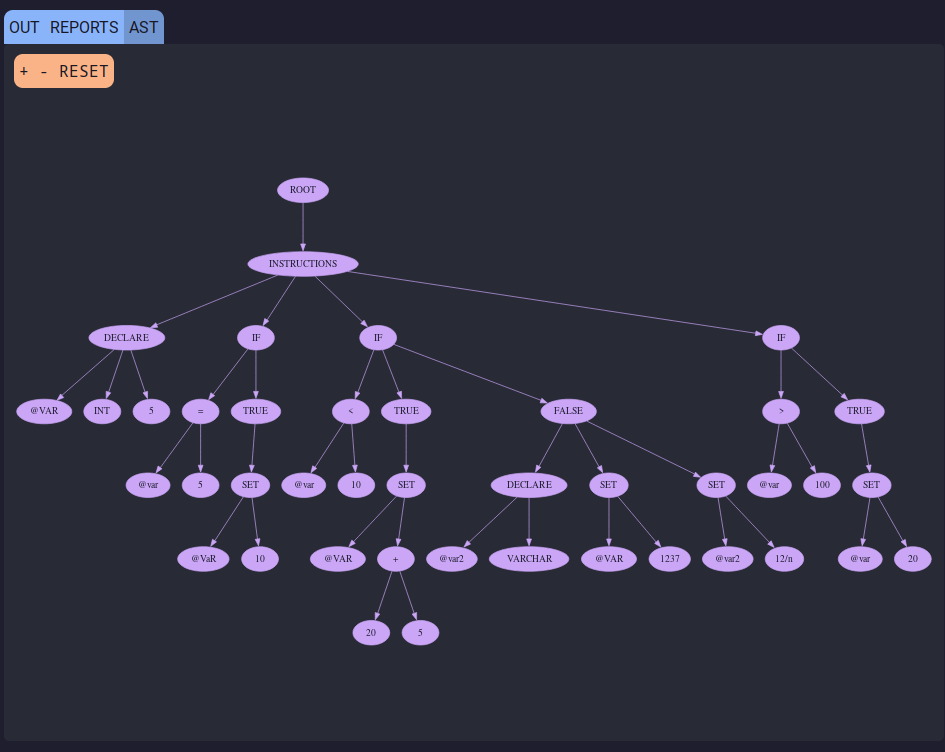 OUT REPORTS AST
+ - RESET
ROOT
INSTRUCTIONS
DECLARE IF IF IF
@VAR INT 5 = TRUE < TRUE FALSE > TRUE
@var 5 SET @var 10 SET DECLARE SET SET @var 100 SET
@VaR 10 @VAR + @var2 VARCHAR @VAR 1237 @var2 12/n @var 20
20 5